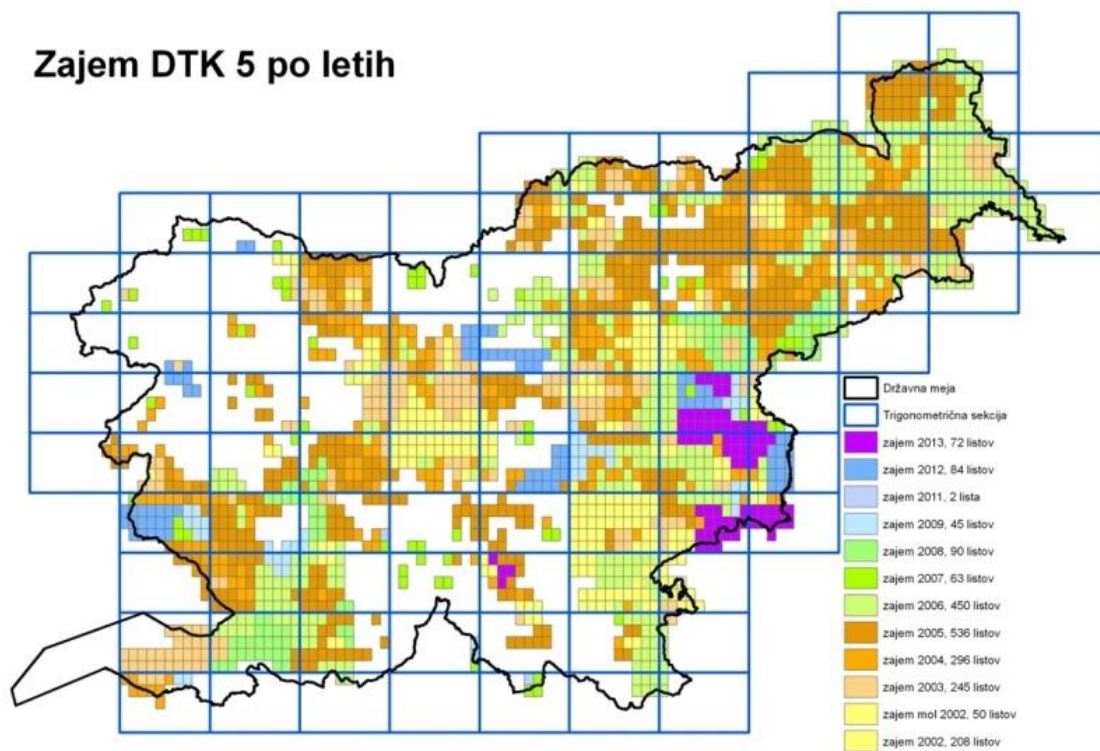 Zajem DTK 5 po letih
Državna meja
Trigonometrična sekcija
zajem 2013, 72 listov
zajem 2012, 84 listov
zajem 2011, 2 lista
zajem 2009, 45 listov
zajem 2008, 90 listov
zajem 2007, 63 listov
zajem 2006, 450 listov
zajem 2005, 536 listov
zajem 2004, 296 listov
zajem 2003, 245 listov
zajem mol 2002, 50 listov
zajem 2002, 208 listov